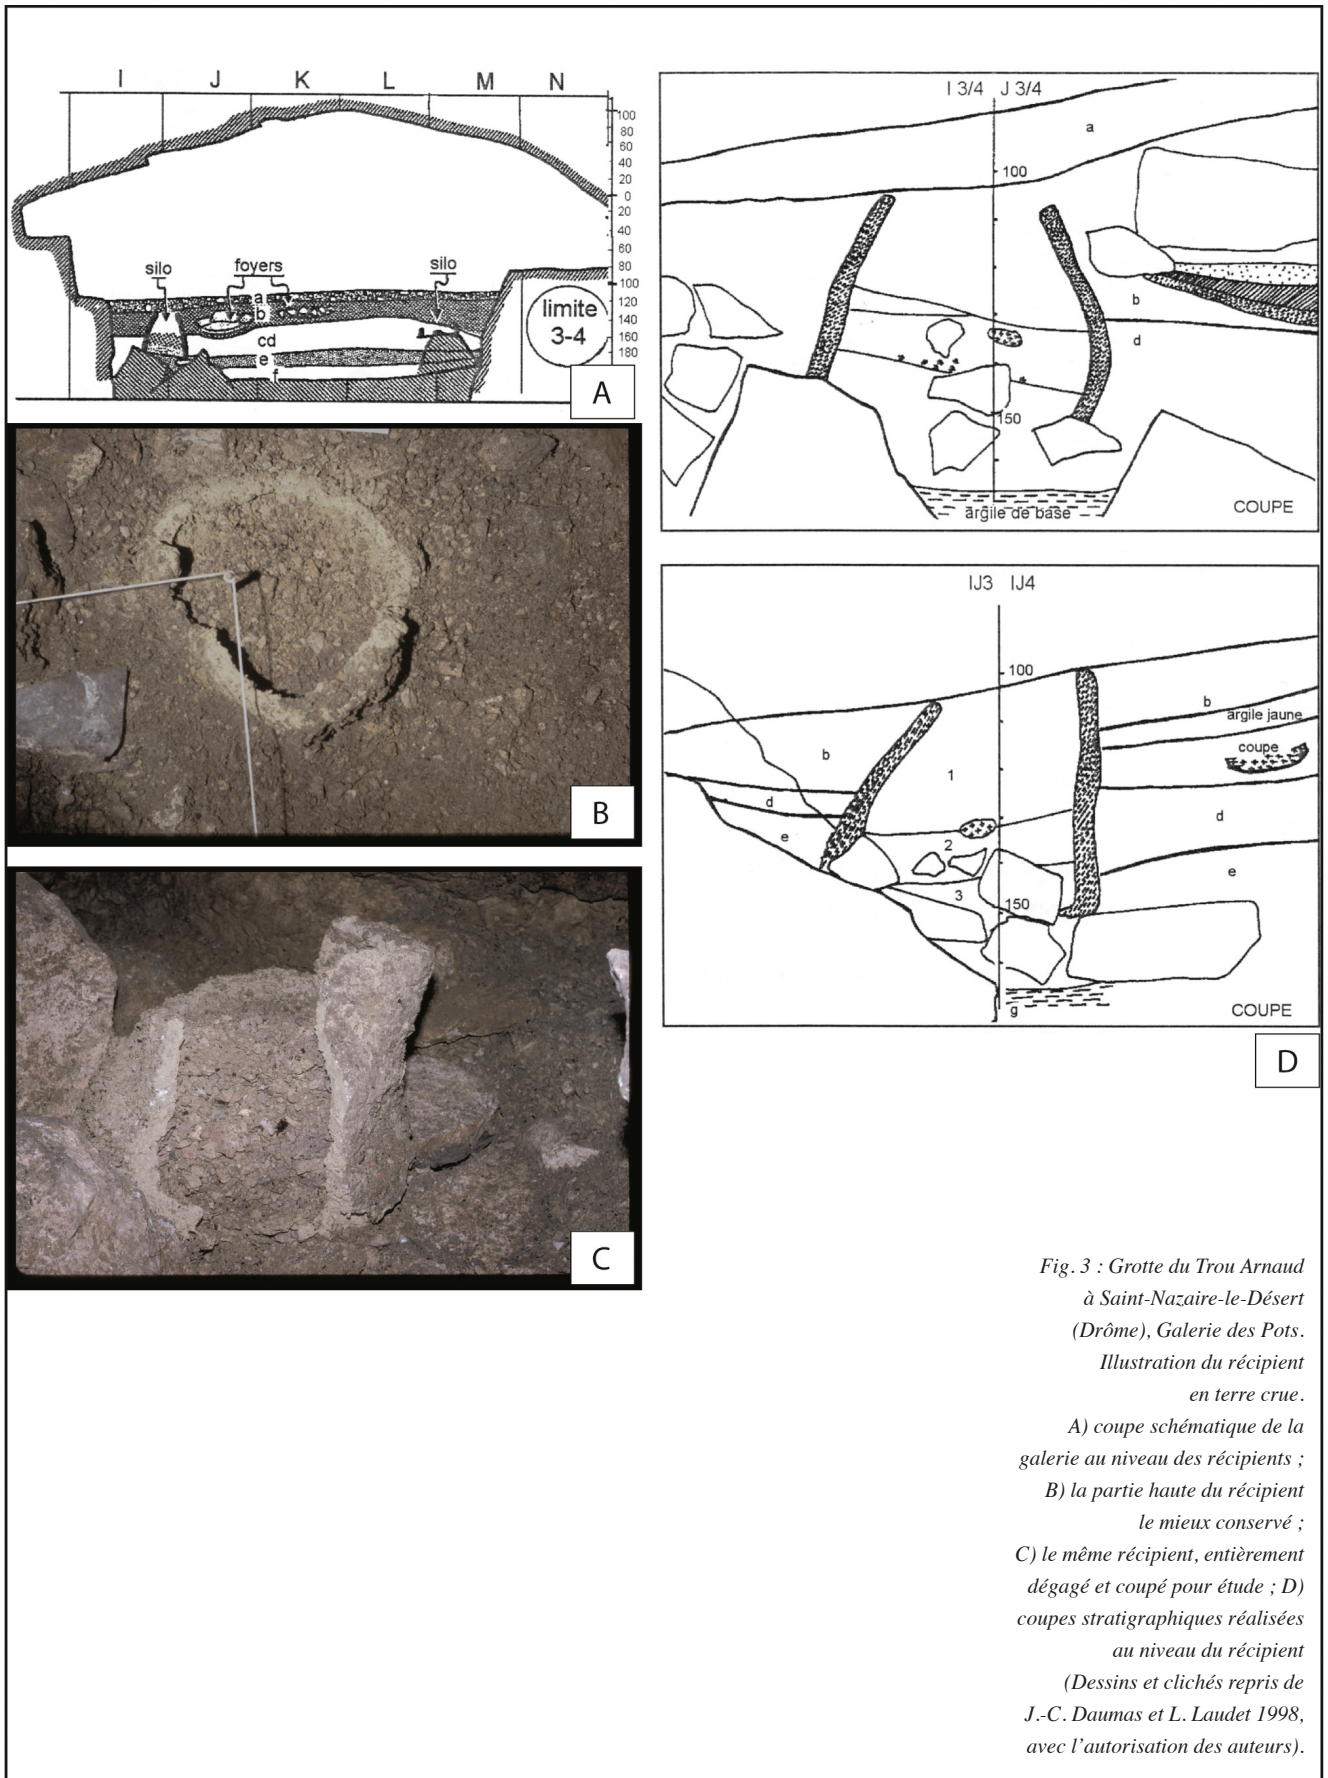 I J K L M N
100
80
60
40
20
0
20
40
60
80
100
120
140
160
180
silo
foyers
silo
a
b
cd
e
f
limite
3-4
A
B
C
I 3/4 J 3/4
a
100
b
d
150
argile de base
COUPE
IJ3 IJ4
100
b
argile jaune
coupe
b
1
d
d
e
2
e
3
150
g
COUPE
D
Fig. 3 : Grotte du Trou Arnaud
à Saint-Nazaire-le-Désert
(Drôme), Galerie des Pots.
Illustration du récipient
en terre crue.
A) coupe schématique de la
galerie au niveau des récipients ;
B) la partie haute du récipient
le mieux conservé ;
C) le même récipient, entièrement
dégagé et coupé pour étude ; D)
coupes stratigraphiques réalisées
au niveau du récipient
(Dessins et clichés repris de
J.-C. Daumas et L. Laudet 1998,
avec l'autorisation des auteurs).